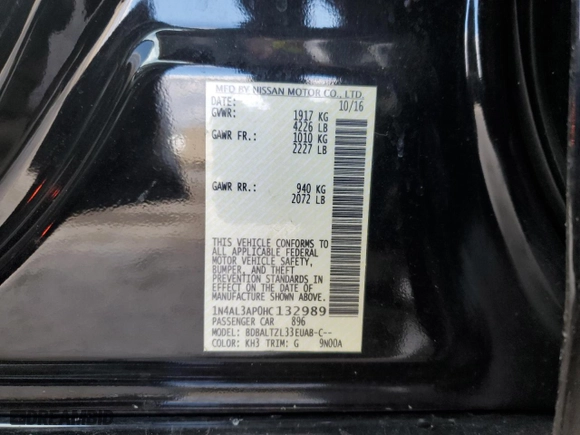 MFD BY NISSAN MOTOR CO., LTD.
DATE: 10/16
GVWR: 1917 KG
4226 LB
GAWR FR.: 1010 KG
2227 LB
GAWR RR.: 940 KG
2072 LB
THIS VEHICLE CONFORMS TO
ALL APPLICABLE FEDERAL
MOTOR VEHICLE SAFETY,
BUMPER, AND THEFT
PREVENTION STANDARDS
IN EFFECT ON THE DATE OF
MANUFACTURE SHOWN ABOVE.
1N4AL3AP0HC132989
PASSENGER CAR 896
MODEL: BDBALTZL33EUAB-C--
COLOR: KH3 TRIM: G 9N00A
DREAMBID